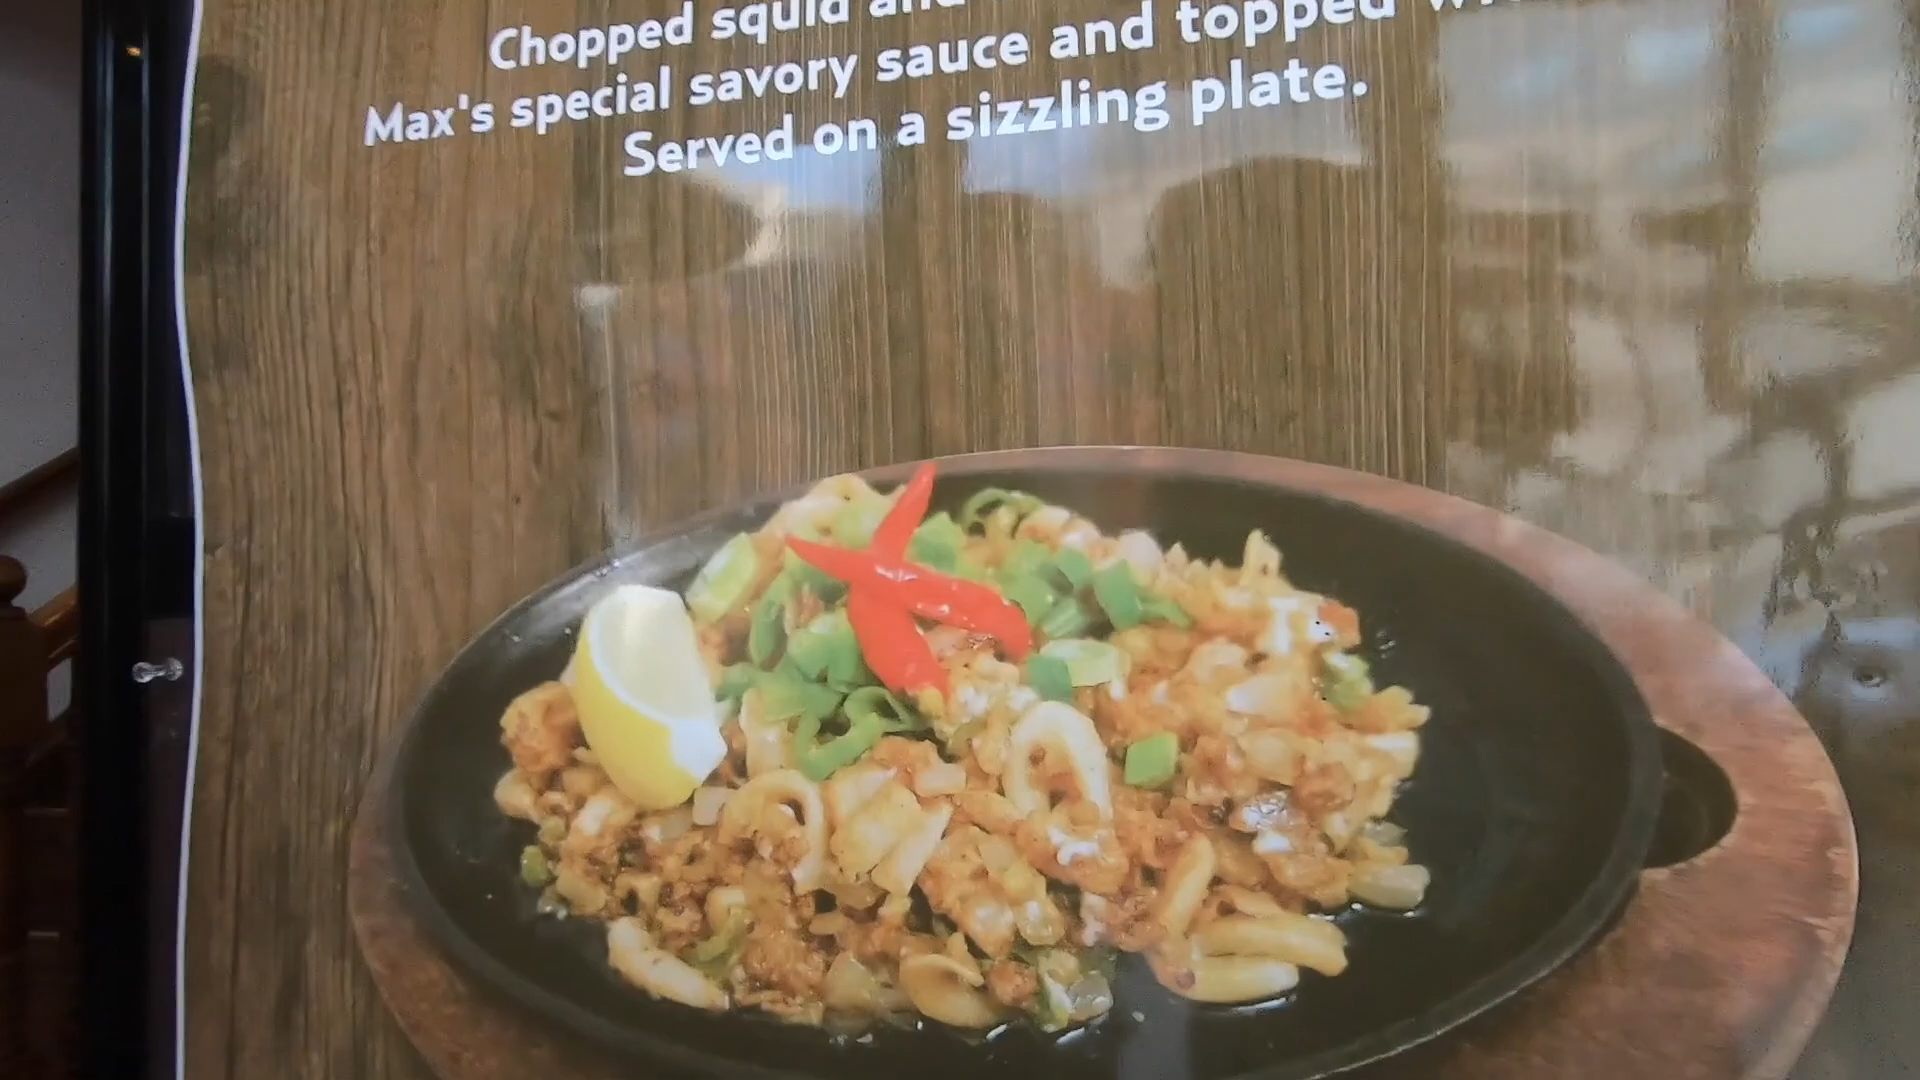 Chopped squid and
Max's special savory sauce and topped
Served on a sizzling plate.